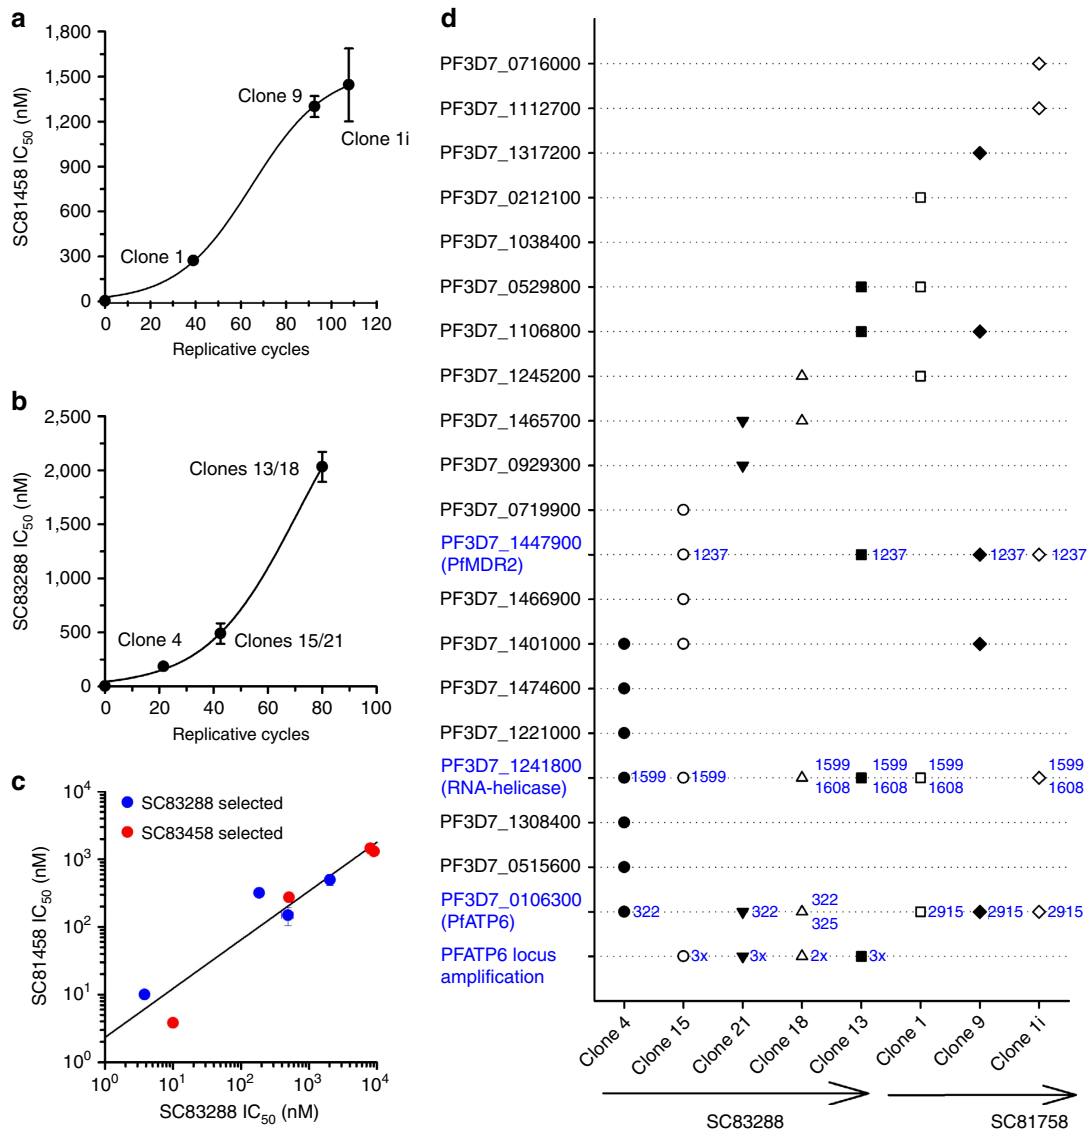 a
1,800
1,500
1,200
900
600
300
0
SC81458 IC50 (nM)
Clone 9
Clone 1i
Clone 1
0 20 40 60 80 100 120
Replicative cycles
b
2,500
2,000
1,500
1,000
500
0
SC83288 IC50 (nM)
Clones 13/18
Clone 4
Clones 15/21
0 20 40 60 80 100
Replicative cycles
c
10^4
10^3
10^2
10^1
10^0
SC81458 IC50 (nM)
SC83288 selected
SC83458 selected
10^0 10^1 10^2 10^3 10^4
SC83288 IC50 (nM)
d
PF3D7_0716000
PF3D7_1112700
PF3D7_1317200
PF3D7_0212100
PF3D7_1038400
PF3D7_0529800
PF3D7_1106800
PF3D7_1245200
PF3D7_1465700
PF3D7_0929300
PF3D7_0719900
PF3D7_1447900
(PfMDR2)
1237 1237 1237 1237
PF3D7_1466900
PF3D7_1401000
PF3D7_1474600
PF3D7_1221000
PF3D7_1241800
(RNA-helicase)
1599 1599 1599 1599 1599 1599
1608 1608 1608 1608
PF3D7_1308400
PF3D7_0515600
PF3D7_0106300
(PfATP6)
322 322 322 2915 2915 2915
325
PFATP6 locus
amplification
3x 3x 2x 3x
Clone 4 Clone 15 Clone 21 Clone 18 Clone 13 Clone 1 Clone 9 Clone 1i
SC83288 SC81758